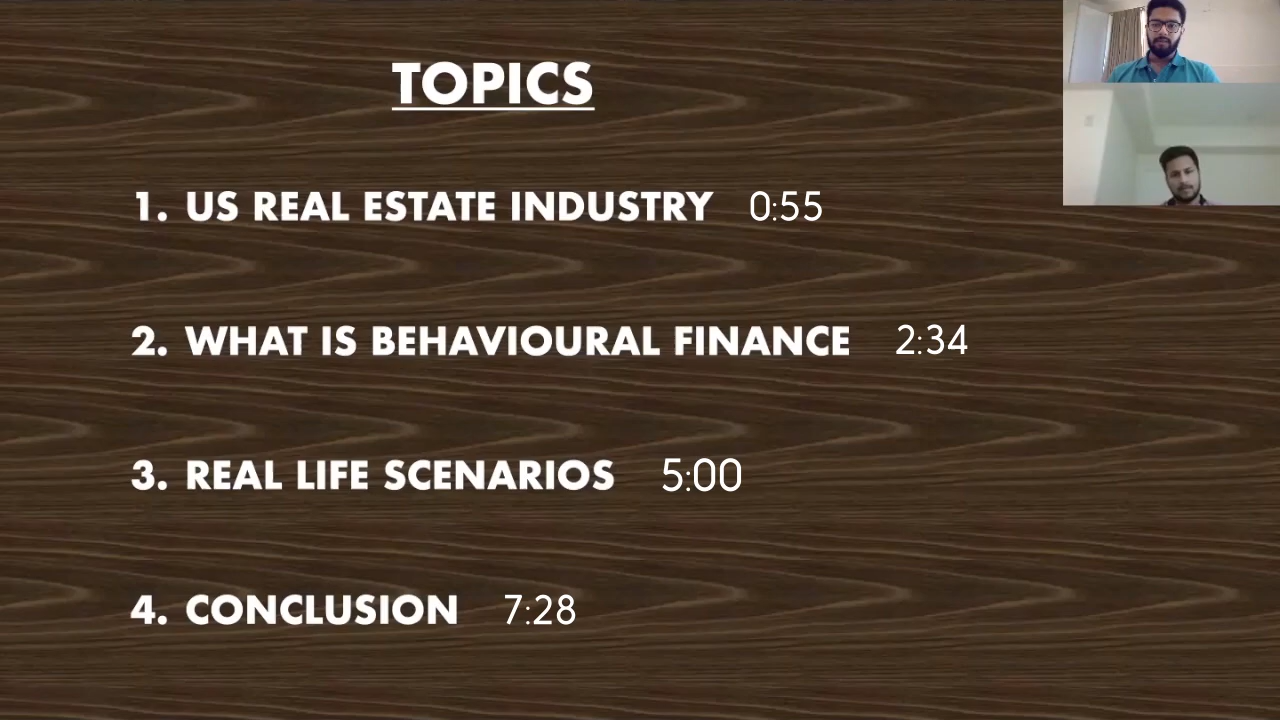 TOPICS
1. US REAL ESTATE INDUSTRY 0:55
2. WHAT IS BEHAVIOURAL FINANCE 2:34
3. REAL LIFE SCENARIOS 5:00
4. CONCLUSION 7:28